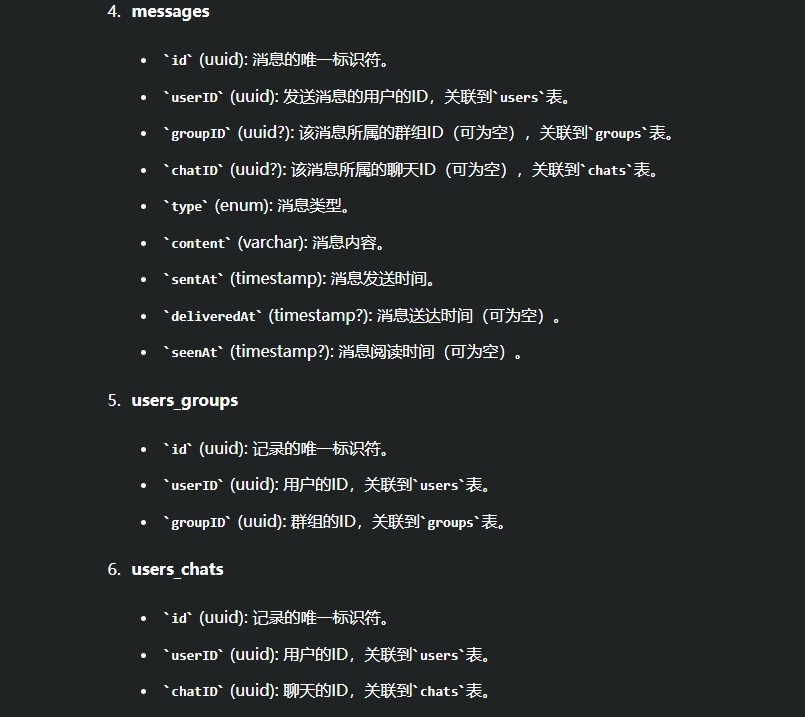 4. messages
• `id` (uuid): 消息的唯一标识符。
• `userID` (uuid): 发送消息的用户的ID，关联到`users`表。
• `groupID` (uuid?): 该消息所属的群组ID（可为空），关联到`groups`表。
• `chatID` (uuid?): 该消息所属的聊天ID（可为空），关联到`chats`表。
• `type` (enum): 消息类型。
• `content` (varchar): 消息内容。
• `sentAt` (timestamp): 消息发送时间。
• `deliveredAt` (timestamp?): 消息送达时间（可为空）。
• `seenAt` (timestamp?): 消息阅读时间（可为空）。
5. users_groups
• `id` (uuid): 记录的唯一标识符。
• `userID` (uuid): 用户的ID，关联到`users`表。
• `groupID` (uuid): 群组的ID，关联到`groups`表。
6. users_chats
• `id` (uuid): 记录的唯一标识符。
• `userID` (uuid): 用户的ID，关联到`users`表。
• `chatID` (uuid): 聊天的ID，关联到`chats`表。